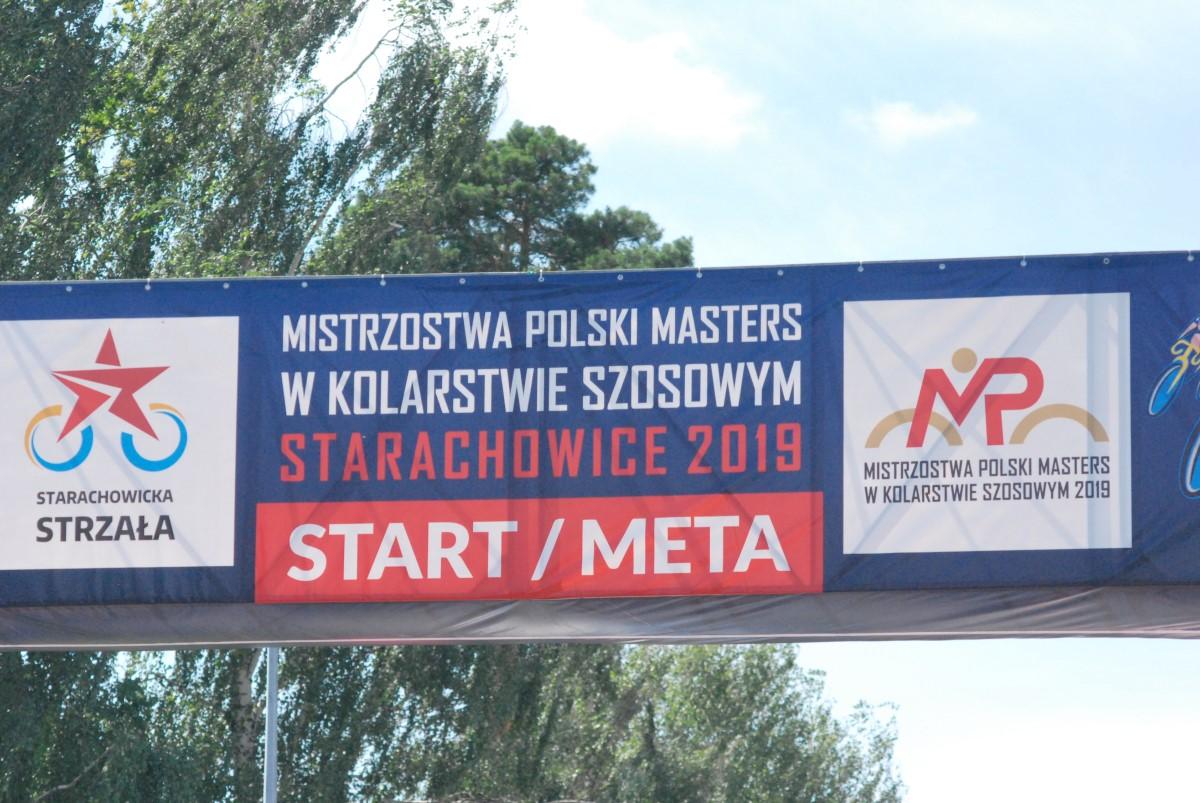 STARACHOWICKA
STRZAŁA
MISTRZOSTWA POLSKI MASTERS
W KOLARSTWIE SZOSOWYM
STARACHOWICE 2019
START / META
MP
MISTRZOSTWA POLSKI MASTERS
W KOLARSTWIE SZOSOWYM 2019